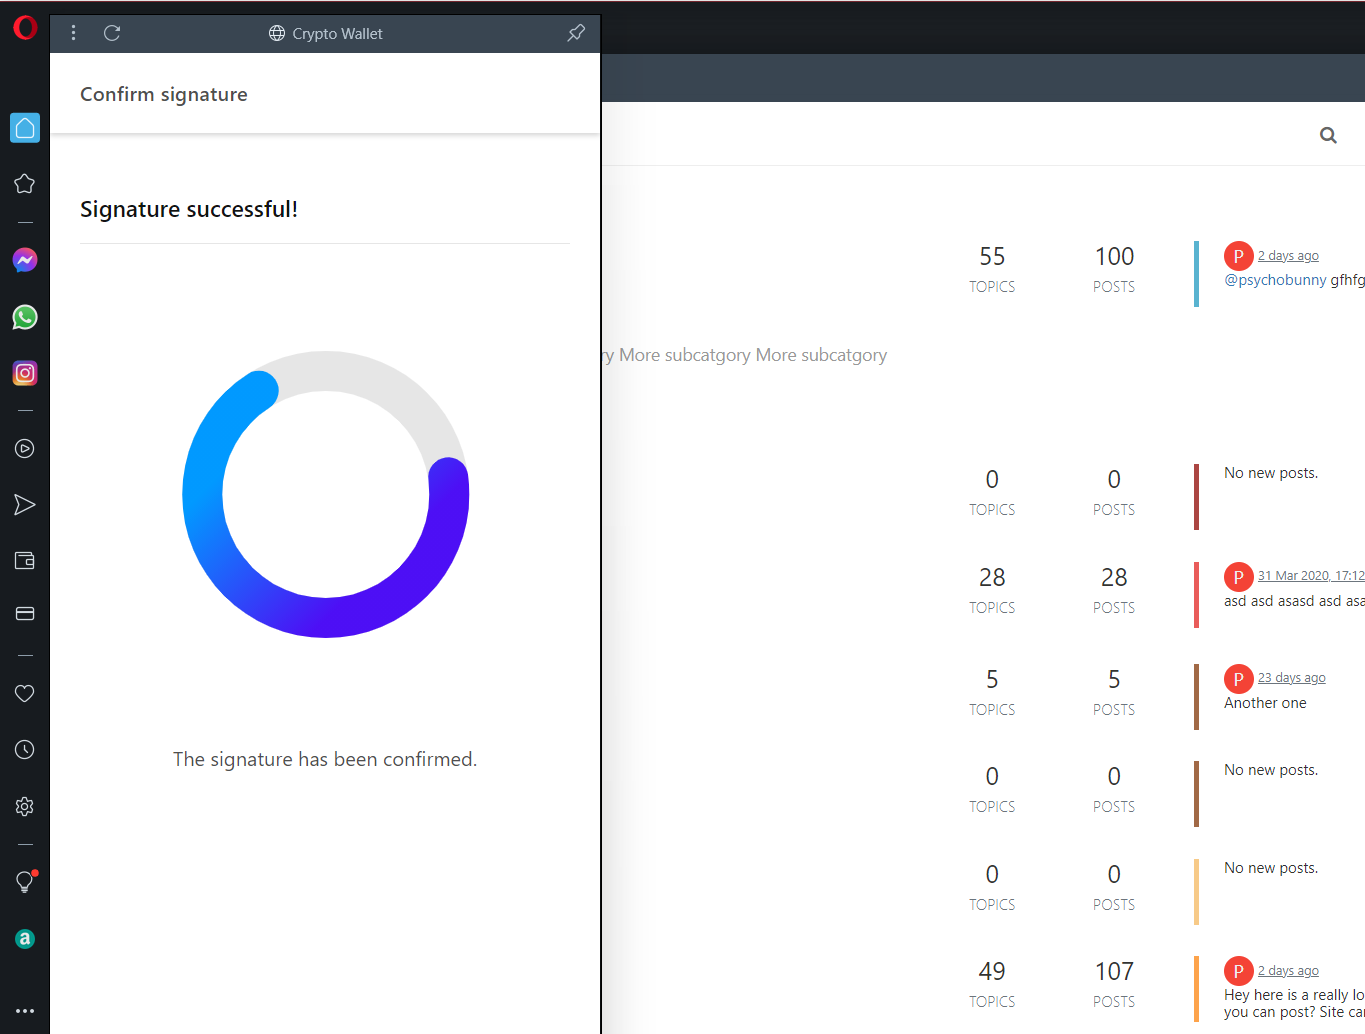 Crypto Wallet
Confirm signature
Signature successful!
The signature has been confirmed.
55 100
TOPICS POSTS
P 2 days ago
@psychobunny gfhfg
More subcatgory More subcatgory
0 0
TOPICS POSTS
No new posts.
28 28
TOPICS POSTS
P 31 Mar 2020, 17:12
asd asd asasd asd asa
5 5
TOPICS POSTS
P 23 days ago
Another one
0 0
TOPICS POSTS
No new posts.
0 0
TOPICS POSTS
No new posts.
49 107
TOPICS POSTS
P 2 days ago
Hey here is a really lo
you can post? Site can
a